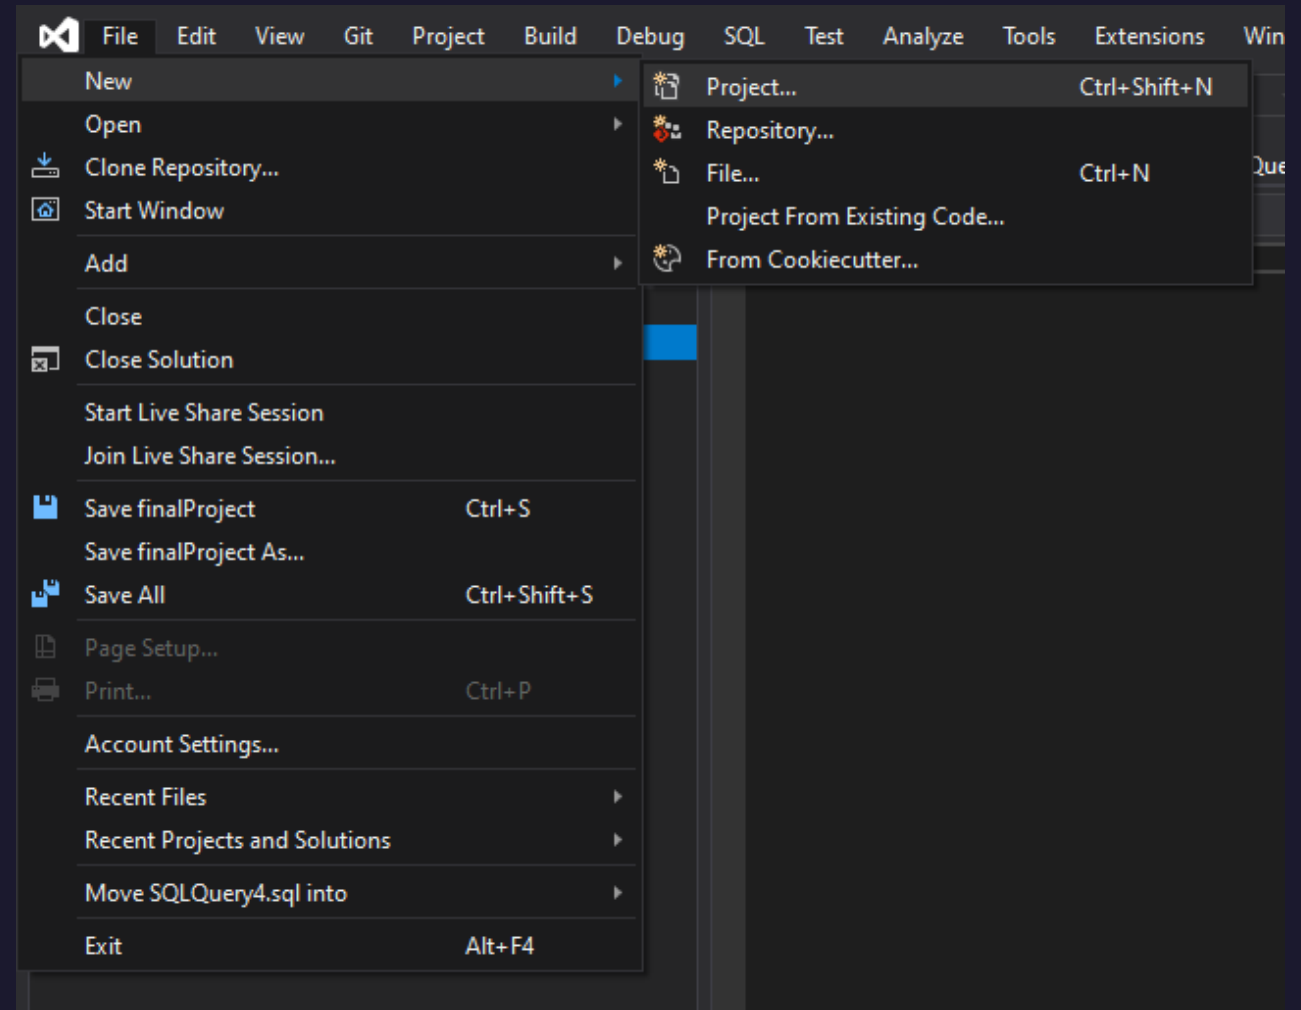 File Edit View Git Project Build Debug SQL Test Analyze Tools Extensions Win
New
Open
Clone Repository...
Start Window
Add
Close
Close Solution
Start Live Share Session
Join Live Share Session...
Save finalProject Ctrl+S
Save finalProject As...
Save All Ctrl+Shift+S
Page Setup...
Print... Ctrl+P
Account Settings...
Recent Files
Recent Projects and Solutions
Move SQLQuery4.sql into
Exit Alt+F4
Project... Ctrl+Shift+N
Repository...
File... Ctrl+N
Project From Existing Code...
From Cookiecutter...
Que